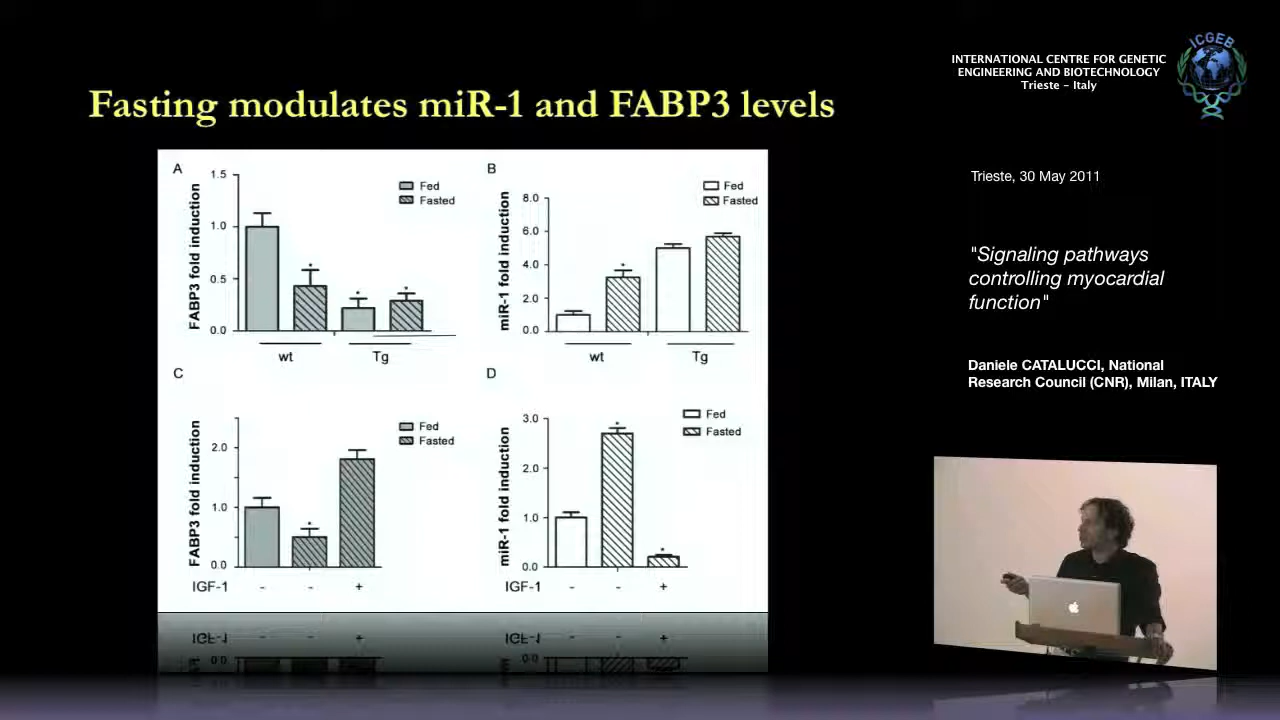 Fasting modulates miR-1 and FABP3 levels
A
FABP3 fold induction
1.5
1.0
0.5
0.0
Fed
Fasted
*
*
*
wt
Tg
B
miR-1 fold induction
8.0
6.0
4.0
2.0
0.0
Fed
Fasted
*
wt
Tg
C
FABP3 fold induction
2.0
1.0
0.0
Fed
Fasted
*
IGF-1 - - +
D
miR-1 fold induction
3.0
2.0
1.0
0.0
Fed
Fasted
*
*
IGF-1 - - +
INTERNATIONAL CENTRE FOR GENETIC
ENGINEERING AND BIOTECHNOLOGY
Trieste - Italy
ICGEB
Trieste, 30 May 2011
"Signaling pathways
controlling myocardial
function"
Daniele CATALUCCI, National
Research Council (CNR), Milan, ITALY